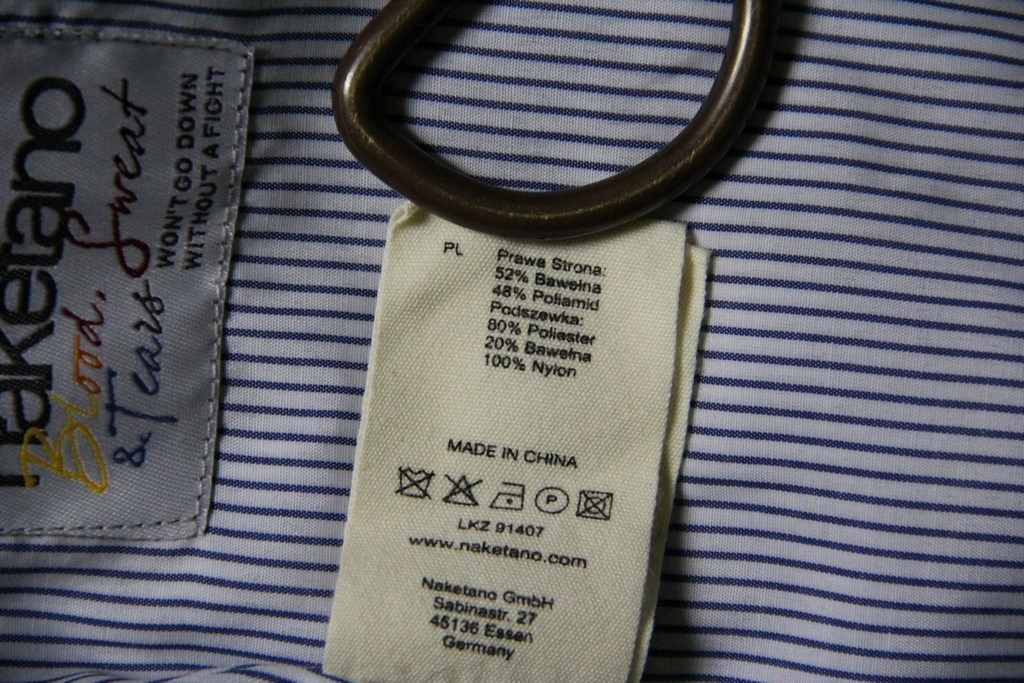 naketano
Blood, Sweat
& Tears
WON'T GO DOWN
WITHOUT A FIGHT
PL
Prawa Strona:
52% Bawełna
48% Poliamid
Podszewka:
80% Poliester
20% Bawełna
100% Nylon
MADE IN CHINA
P
LKZ 91407
www.naketano.com
Naketano GmbH
Sabinastr. 27
45136 Essen
Germany